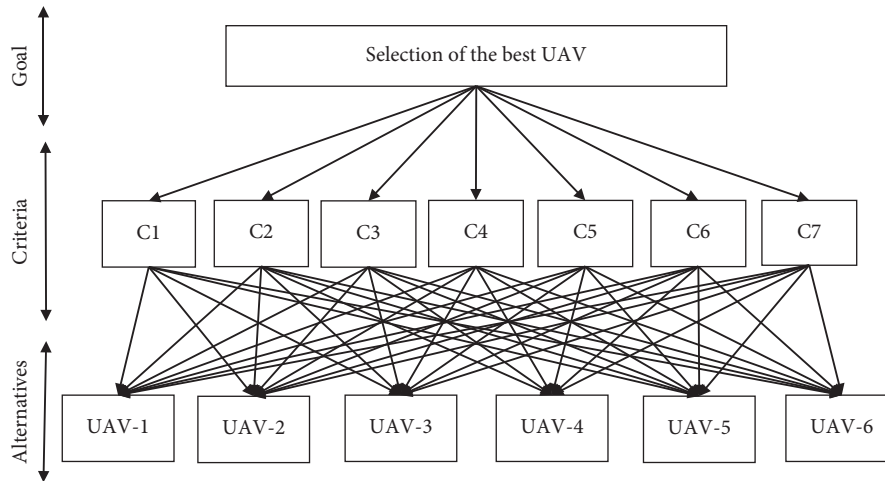 Goal
Selection of the best UAV
Criteria
C1
C2
C3
C4
C5
C6
C7
Alternatives
UAV-1
UAV-2
UAV-3
UAV-4
UAV-5
UAV-6